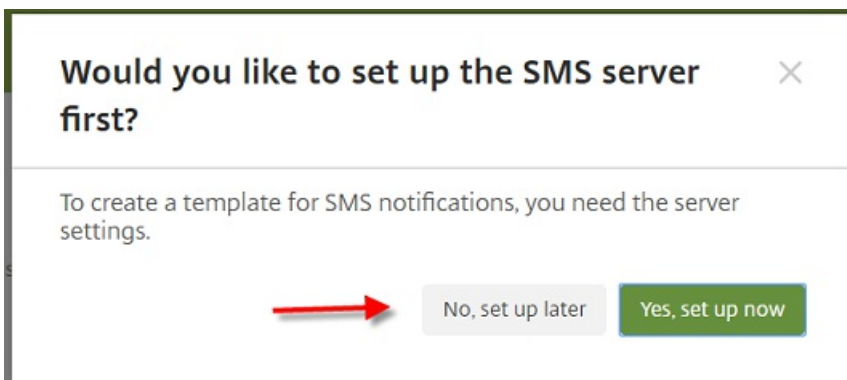 Would you like to set up the SMS server
first?
To create a template for SMS notifications, you need the server
settings.
No, set up later
Yes, set up now